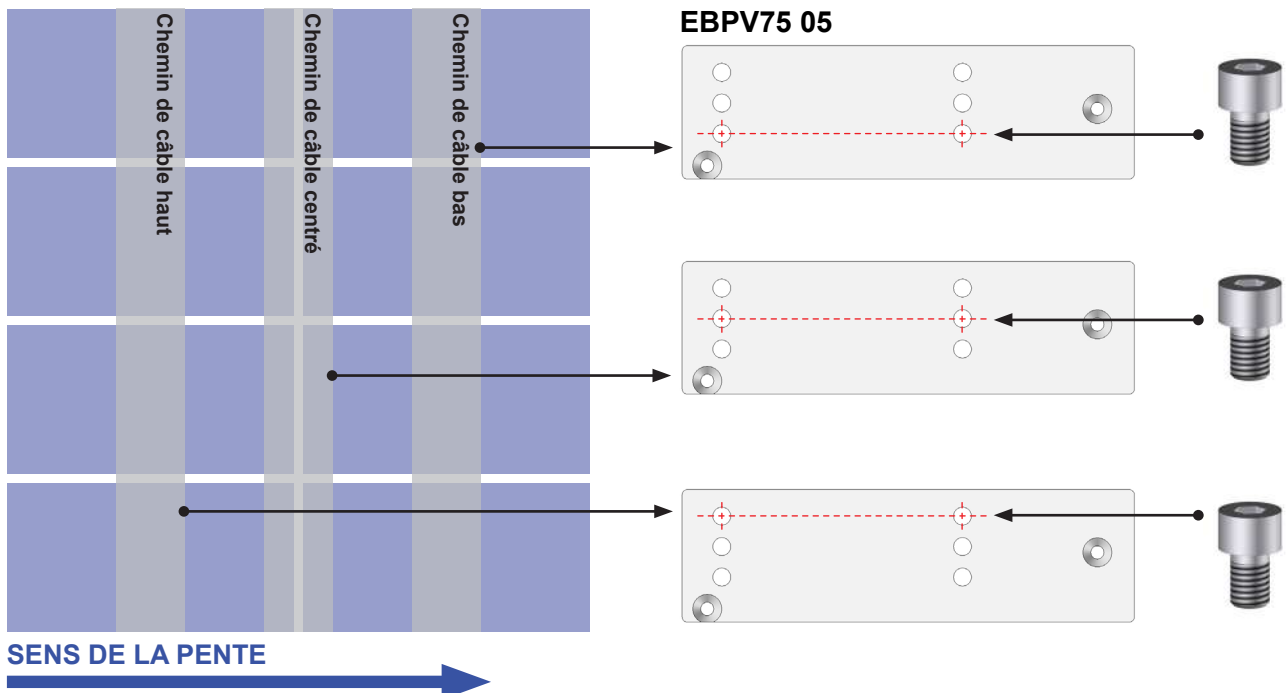 Chemin de câble haut
Chemin de câble centré
Chemin de câble bas
EBPV75 05
SENS DE LA PENTE